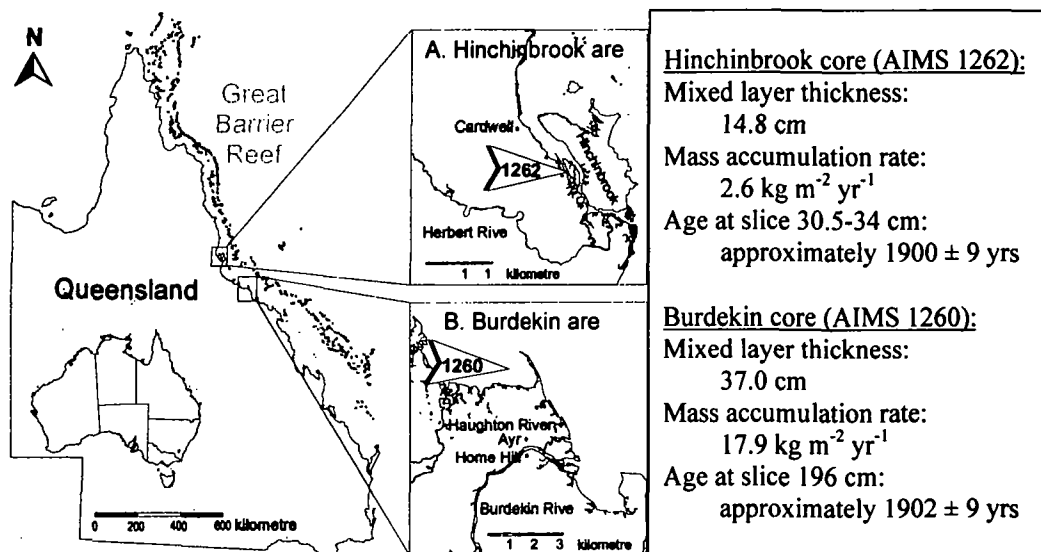 N
Great
Barrier
Reef
Queensland
0 200 400 600
kilometre
A. Hinchinbrook are
Cardwell
Hinchinbrook
1262
Herbert Rive
1 1
kilometre
B. Burdekin are
1260
Haughton River
Ayr
Home Hill
Burdekin Rive
1 2 3
kilometre
Hinchinbrook core (AIMS 1262):
Mixed layer thickness:
14.8 cm
Mass accumulation rate:
2.6 kg m⁻² yr⁻¹
Age at slice 30.5-34 cm:
approximately 1900 ± 9 yrs
Burdekin core (AIMS 1260):
Mixed layer thickness:
37.0 cm
Mass accumulation rate:
17.9 kg m⁻² yr⁻¹
Age at slice 196 cm:
approximately 1902 ± 9 yrs